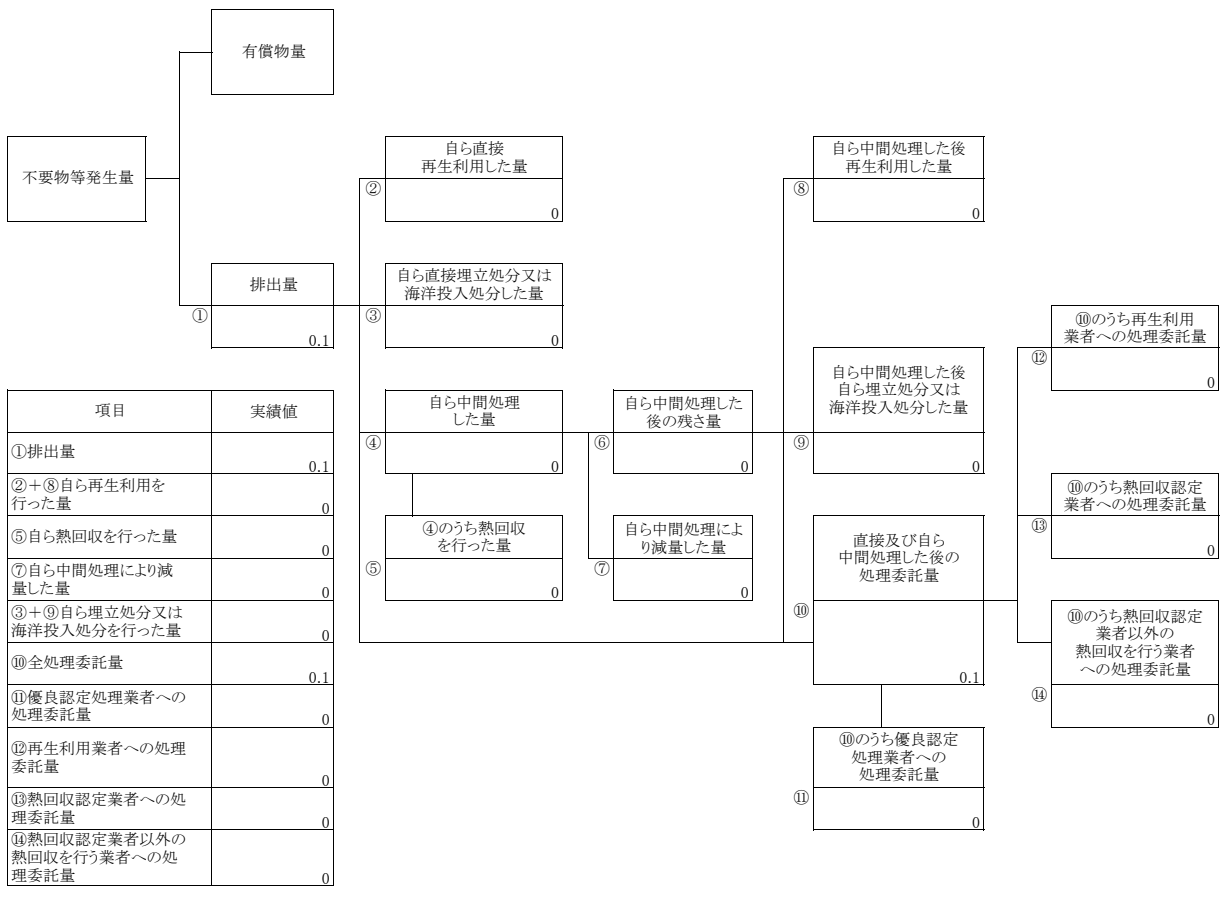 有償物量
不要物等発生量
自ら直接
再生利用した量
②
0
自ら中間処理した後
再生利用した量
⑧
0
排出量
①
0.1
自ら直接埋立処分又は
海洋投入処分した量
③
0
⑩のうち再生利用
業者への処理委託量
⑫
0
自ら中間処理
した量
④
0
自ら中間処理した
後の残さ量
⑥
0
自ら中間処理した後
自ら埋立処分又は
海洋投入処分した量
⑨
0
⑩のうち熱回収認定
業者への処理委託量
⑬
0
④のうち熱回収
を行った量
⑤
0
自ら中間処理によ
り減量した量
⑦
0
直接及び自ら
中間処理した後の
処理委託量
⑩
0.1
⑩のうち熱回収認定
業者以外の
熱回収を行う業者
への処理委託量
⑭
0
⑩のうち優良認定
処理業者への
処理委託量
⑪
0
項目 実績値
①排出量
0.1
②＋⑧自ら再生利用を
行った量
0
⑤自ら熱回収を行った量
0
⑦自ら中間処理により減
量した量
0
③＋⑨自ら埋立処分又は
海洋投入処分を行った量
0
⑩全処理委託量
0.1
⑪優良認定処理業者への
処理委託量
0
⑫再生利用業者への処理
委託量
0
⑬熱回収認定業者への処
理委託量
0
⑭熱回収認定業者以外の
熱回収を行う業者への処
理委託量
0